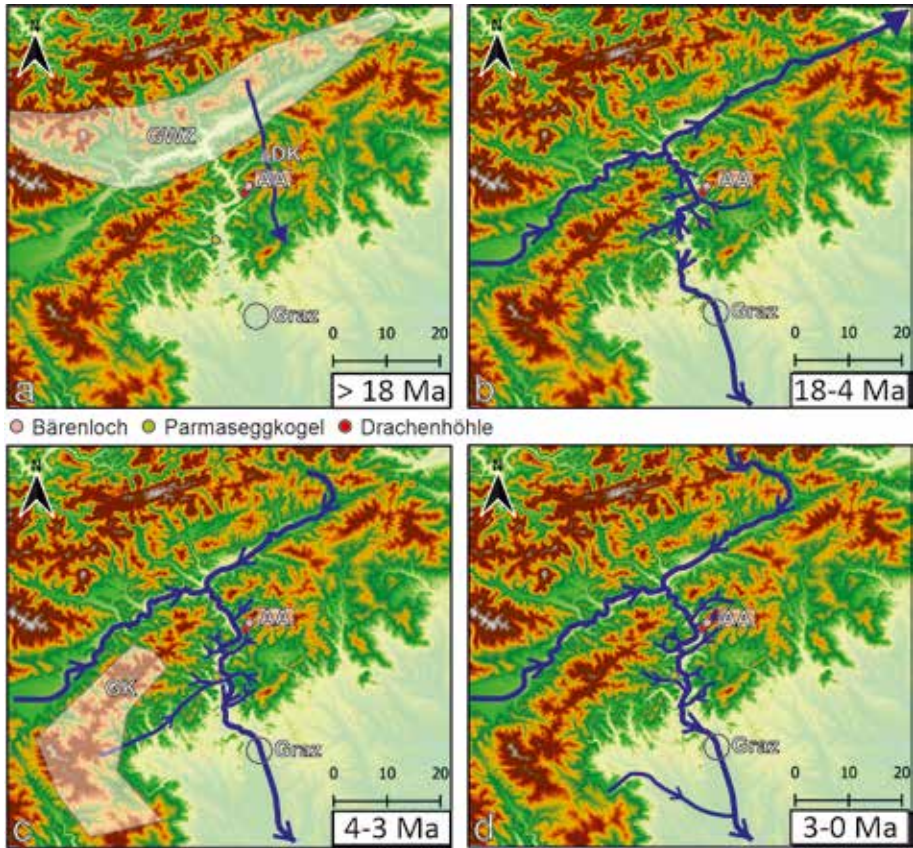 N
GWZ
DK
AA
Graz
0 10 20
a
> 18 Ma
N
AA
Graz
0 10 20
b
18-4 Ma
Bärenloch Parmaseggkogel Drachenhöhle
N
AA
GK
Graz
0 10 20
c
4-3 Ma
N
AA
Graz
0 10 20
d
3-0 Ma